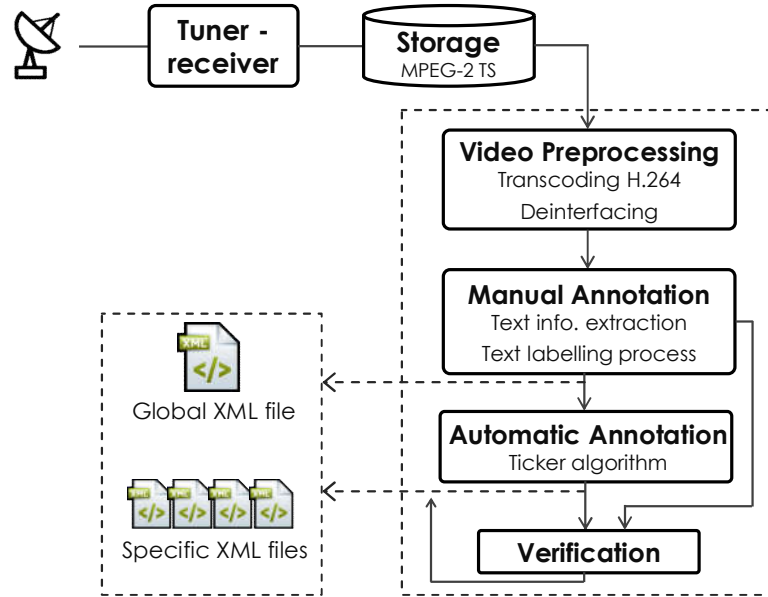 Tuner -
receiver
Storage
MPEG-2 TS
Video Preprocessing
Transcoding H.264
Deinterfacing
Manual Annotation
Text info. extraction
Text labelling process
XML
</>
Global XML file
Automatic Annotation
Ticker algorithm
XML XML XML XML
</> </> </> </>
Specific XML files
Verification